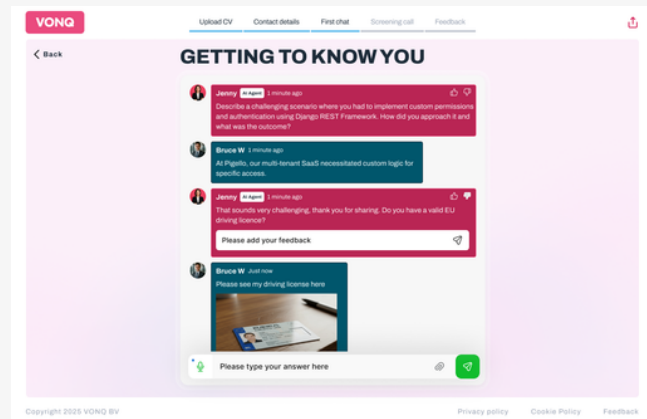 VONQ
Upload CV
Contact details
First chat
Screening call
Feedback
Back
GETTING TO KNOW YOU
Jenny AI Agent 1 minute ago
Describe a challenging scenario where you had to implement custom permissions
and authentication using Django REST Framework. How did you approach it and
what was the outcome?
Bruce W 1 minute ago
At Pigello, our multi-tenant SaaS necessitated custom logic for
specific access.
Jenny AI Agent 1 minute ago
That sounds very challenging, thank you for sharing. Do you have a valid EU
driving licence?
Please add your feedback
Bruce W Just now
Please see my driving license here
Please type your answer here
Copyright 2025 VONQ BV
Privacy policy
Cookie Policy
Feedback